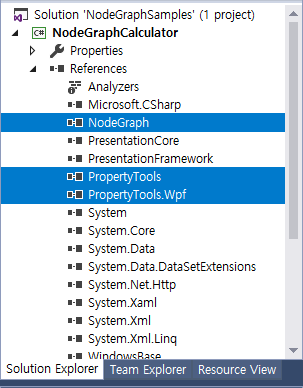 Solution 'NodeGraphSamples' (1 project)
C# NodeGraphCalculator
Properties
References
Analyzers
Microsoft.CSharp
NodeGraph
PresentationCore
PresentationFramework
PropertyTools
PropertyTools.Wpf
System
System.Core
System.Data
System.Data.DataSetExtensions
System.Net.Http
System.Xaml
System.Xml
System.Xml.Linq
WindowsBase
Solution Explorer Team Explorer Resource View